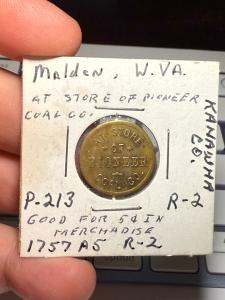 Malden, W.VA.
AT STORE OF PIONEER
COAL CO.
KANAWHA
CO.
AT STORE
OF
PIONEER
COAL CO.
P-213
R-2
GOOD FOR 5¢ IN
MERCHADISE
1757 A5 R-2